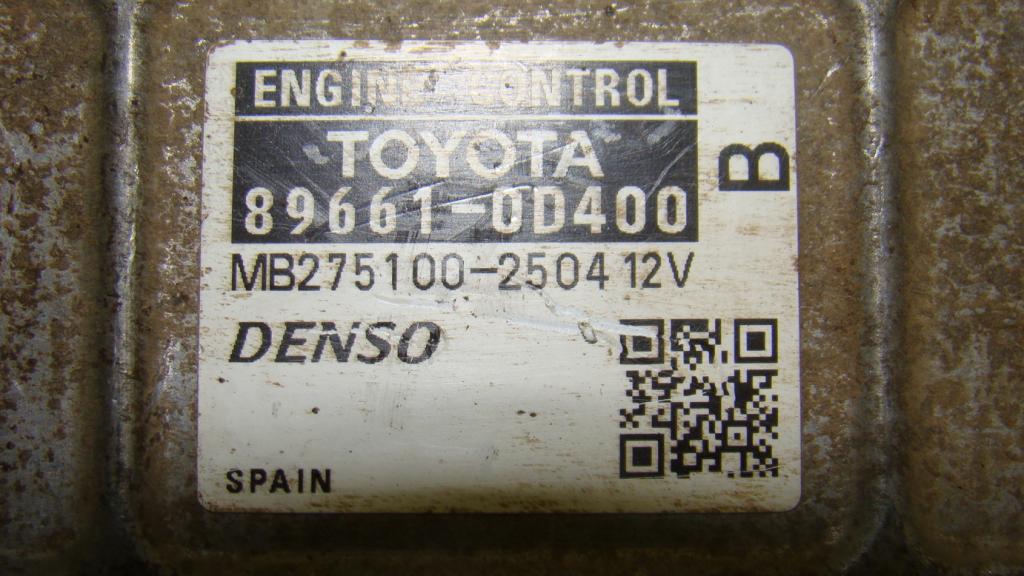 ENGINE CONTROL
TOYOTA
89661-0D400
B
MB275100-2504 12V
DENSO
SPAIN